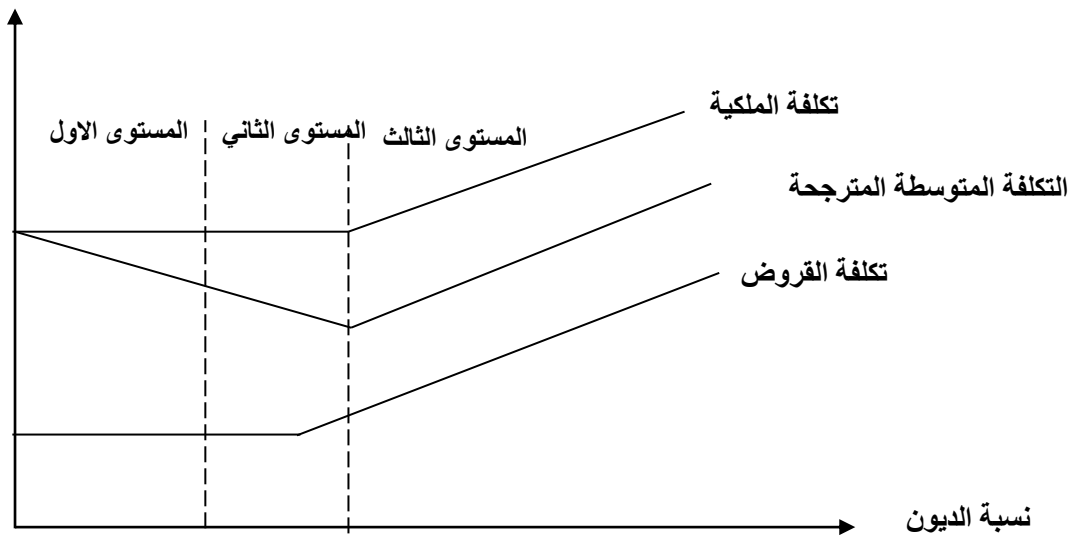 تكلفة الملكية
المستوى الاول
المستوى الثاني
المستوى الثالث
التكلفة المتوسطة المترجحة
تكلفة القروض
نسبة الديون